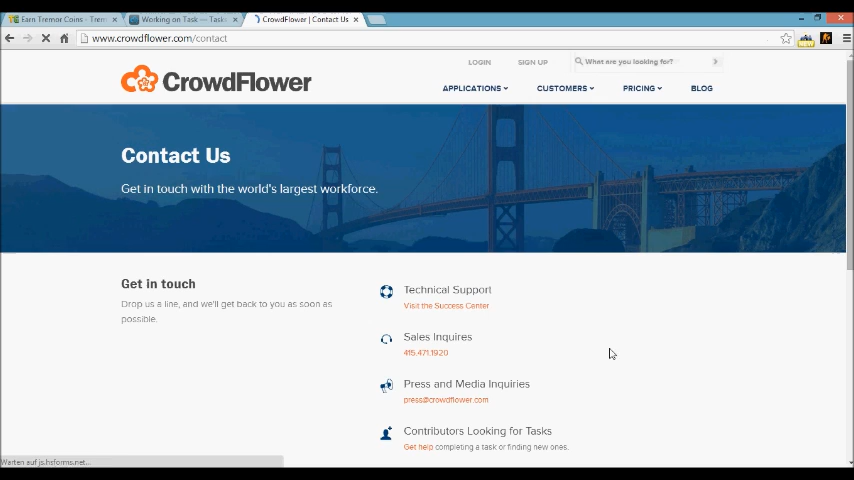 Earn Tremor Coins - Trem
Working on Task — Tasks
CrowdFlower | Contact Us
www.crowdflower.com/contact
LOGIN
SIGN UP
What are you looking for?
CrowdFlower
APPLICATIONS
CUSTOMERS
PRICING
BLOG
Contact Us
Get in touch with the world's largest workforce.
Get in touch
Drop us a line, and we'll get back to you as soon as
possible.
Technical Support
Visit the Success Center
Sales Inquires
415.471.1920
Press and Media Inquiries
press@crowdflower.com
Contributors Looking for Tasks
Get help completing a task or finding new ones.
Warten auf js.hsforms.net...